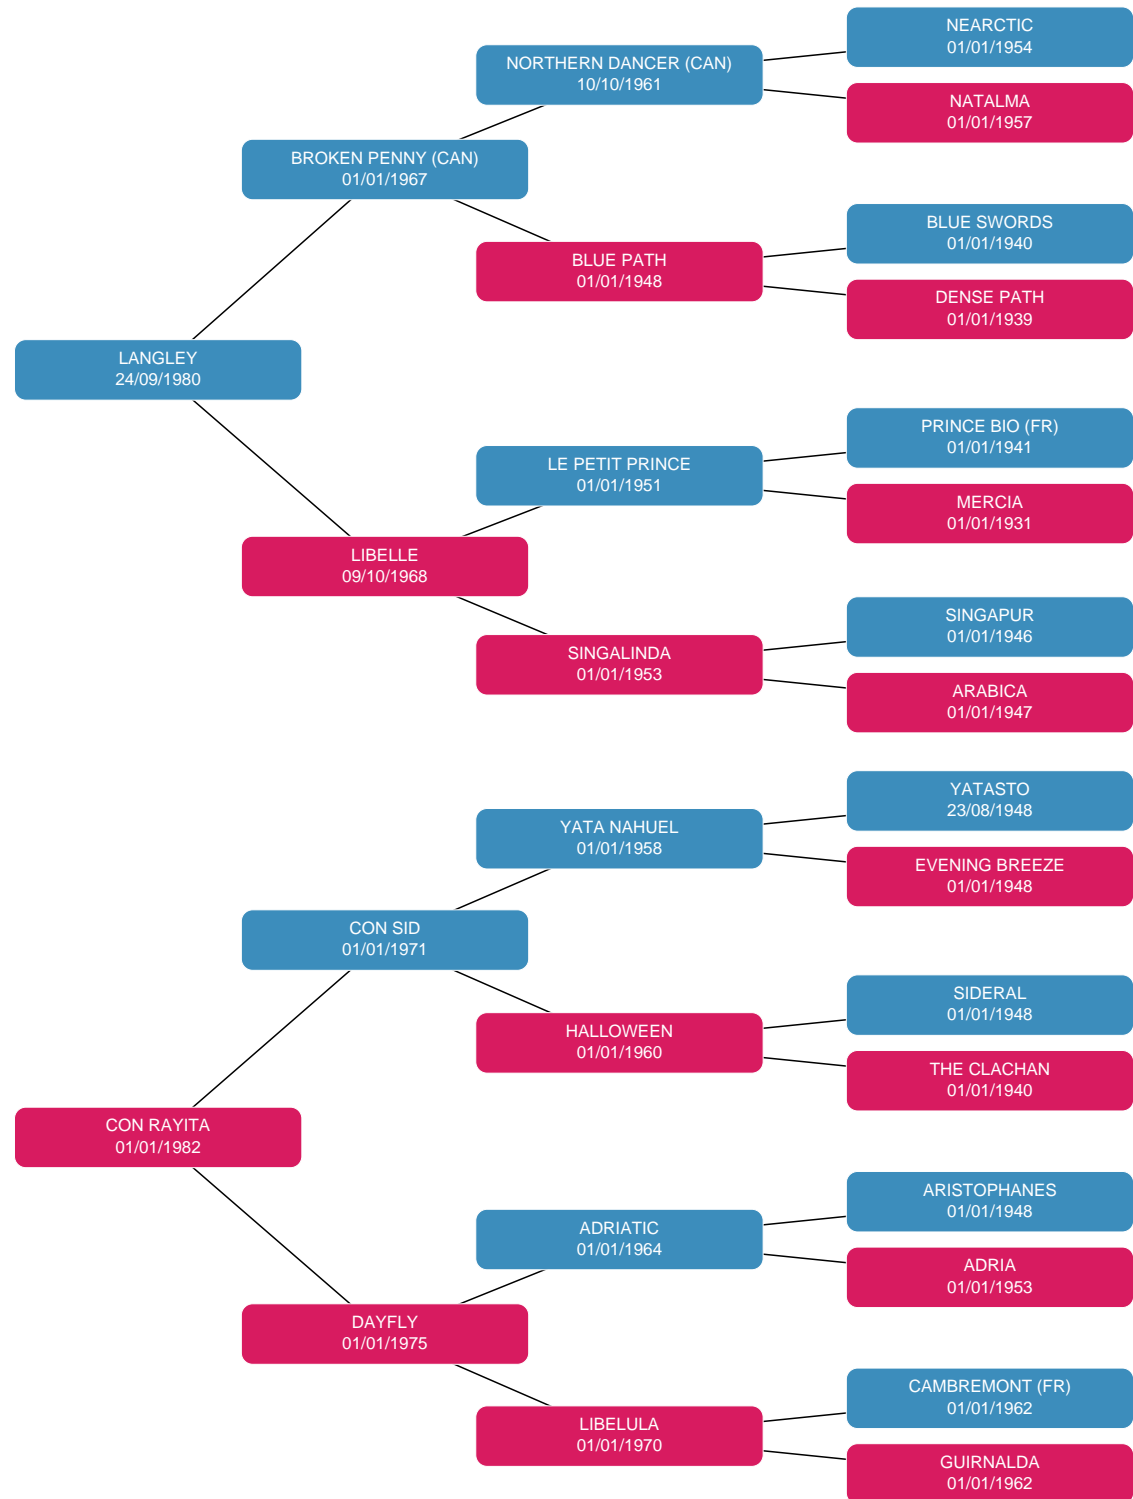 NEARCTIC
01/01/1954
NORTHERN DANCER (CAN)
10/10/1961
NATALMA
01/01/1957
BROKEN PENNY (CAN)
01/01/1967
BLUE SWORDS
01/01/1940
BLUE PATH
01/01/1948
DENSE PATH
01/01/1939
LANGLEY
24/09/1980
PRINCE BIO (FR)
01/01/1941
LE PETIT PRINCE
01/01/1951
MERCIA
01/01/1931
LIBELLE
09/10/1968
SINGAPUR
01/01/1946
SINGALINDA
01/01/1953
ARABICA
01/01/1947
YATASTO
23/08/1948
YATA NAHUEL
01/01/1958
EVENING BREEZE
01/01/1948
CON SID
01/01/1971
SIDERAL
01/01/1948
HALLOWEEN
01/01/1960
THE CLACHAN
01/01/1940
CON RAYITA
01/01/1982
ARISTOPHANES
01/01/1948
ADRIATIC
01/01/1964
ADRIA
01/01/1953
DAYFLY
01/01/1975
CAMBREMONT (FR)
01/01/1962
LIBELULA
01/01/1970
GUIRNALDA
01/01/1962